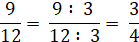 9/12 = (9 : 3)/(12 : 3) = 3/4